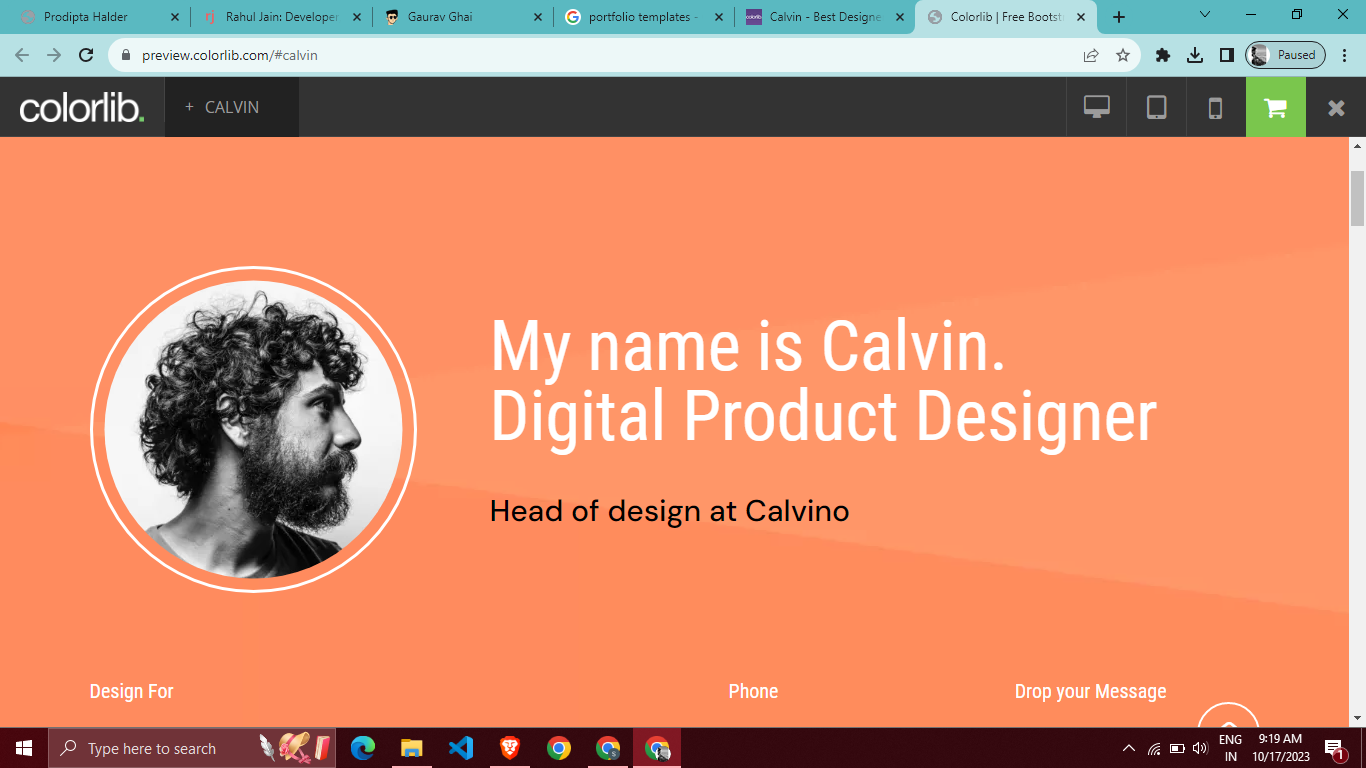 Prodipta Halder
Rahul Jain: Developer
Gaurav Ghai
portfolio templates -
Calvin - Best Designe
Colorlib | Free Bootst
preview.colorlib.com/#calvin
Paused
colorlib.
+ CALVIN
My name is Calvin.
Digital Product Designer
Head of design at Calvino
Design For
Phone
Drop your Message
Type here to search
ENG
IN
9:19 AM
10/17/2023
1